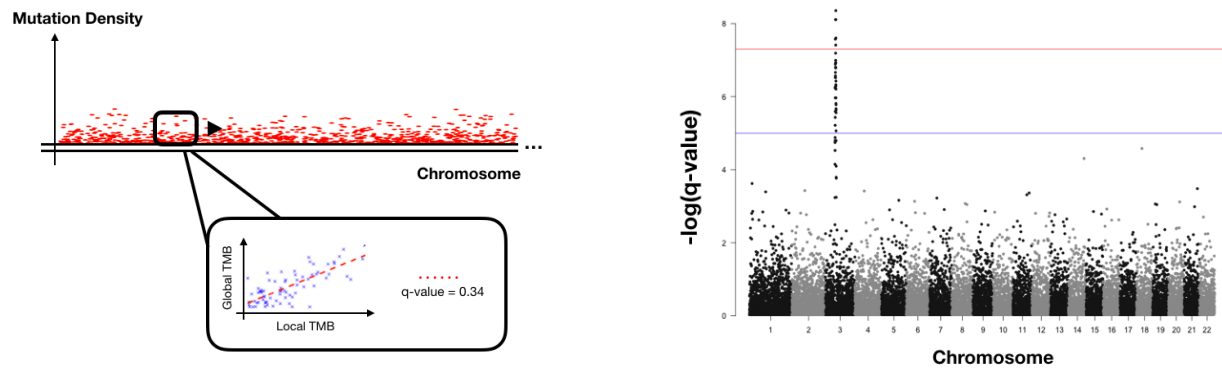 Mutation Density
...
Chromosome
Global TMB
Local TMB
q-value = 0.34
-log(q-value)
8
6
4
2
0
1 2 3 4 5 6 7 8 9 10 11 12 13 14 15 16 17 18 19 20 21 22
Chromosome